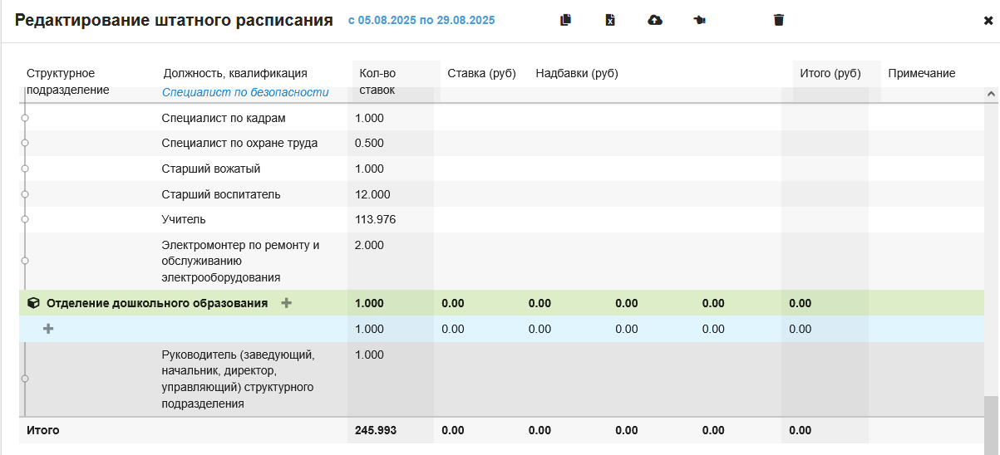 Редактирование штатного расписания с 05.08.2025 по 29.08.2025
Структурное подразделение Должность, квалификация Кол-во ставок Ставка (руб) Надбавки (руб) Итого (руб) Примечание
Специалист по безопасности
Специалист по кадрам 1.000
Специалист по охране труда 0.500
Старший вожатый 1.000
Старший воспитатель 12.000
Учитель 113.976
Электромонтер по ремонту и 2.000
обслуживанию
электрооборудования
Отделение дошкольного образования 1.000 0.00 0.00 0.00 0.00 0.00
1.000 0.00 0.00 0.00 0.00 0.00
Руководитель (заведующий, 1.000
начальник, директор,
управляющий) структурного
подразделения
Итого 245.993 0.00 0.00 0.00 0.00 0.00